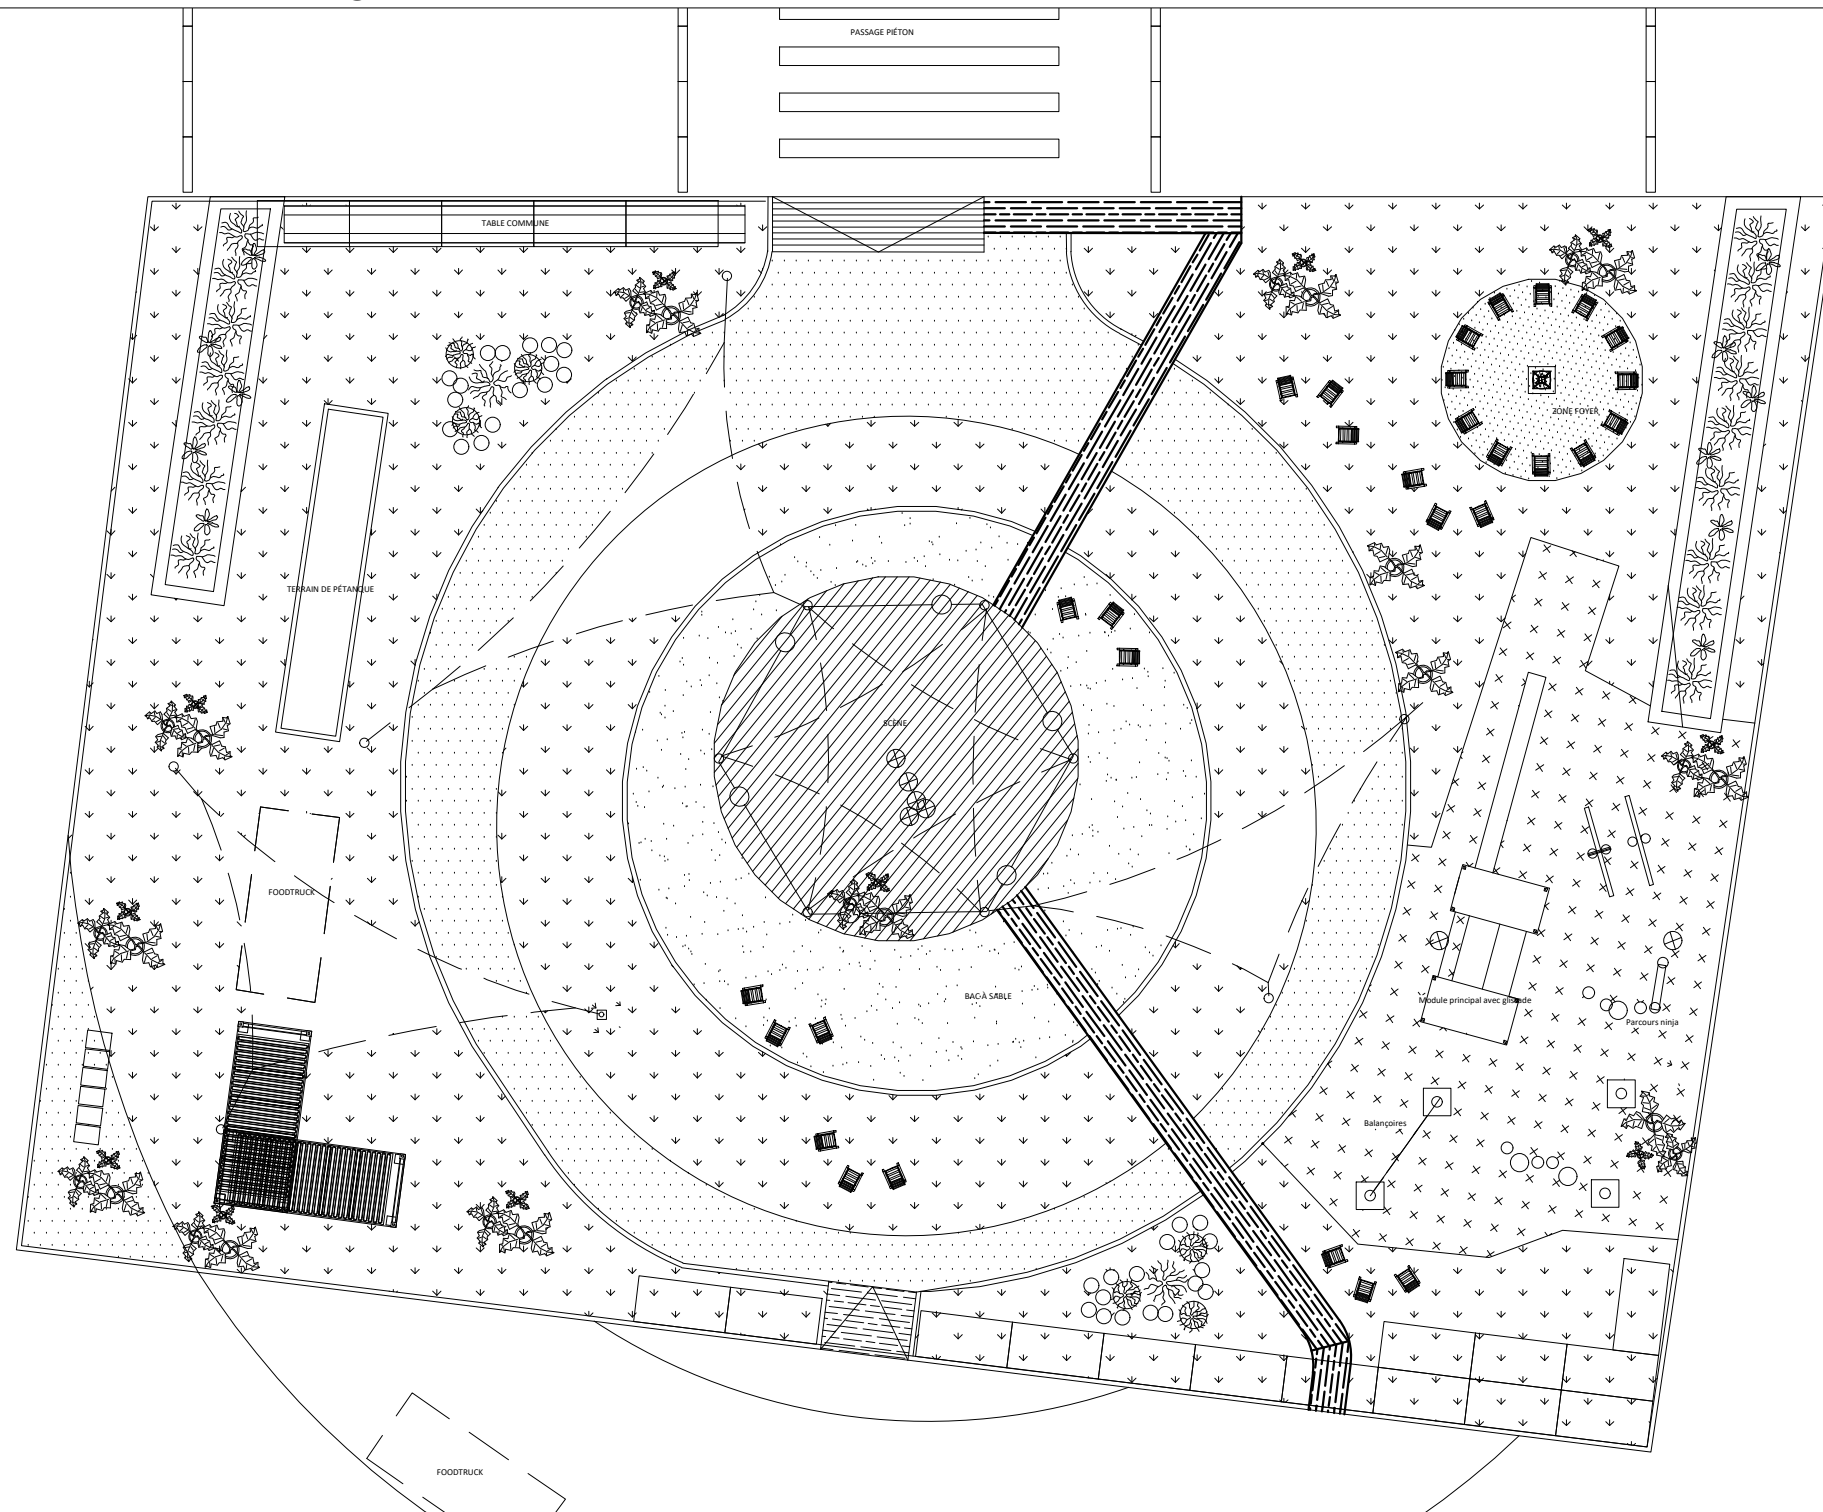 PASSAGE PIÉTON
TABLE COMMUNE
ZONE FOYER
TERRAIN DE PÉTANQUE
SCÈNE
FOODTRUCK
BAC À SABLE
Module principal avec glissade
Parcours ninja
Balançoires
FOODTRUCK